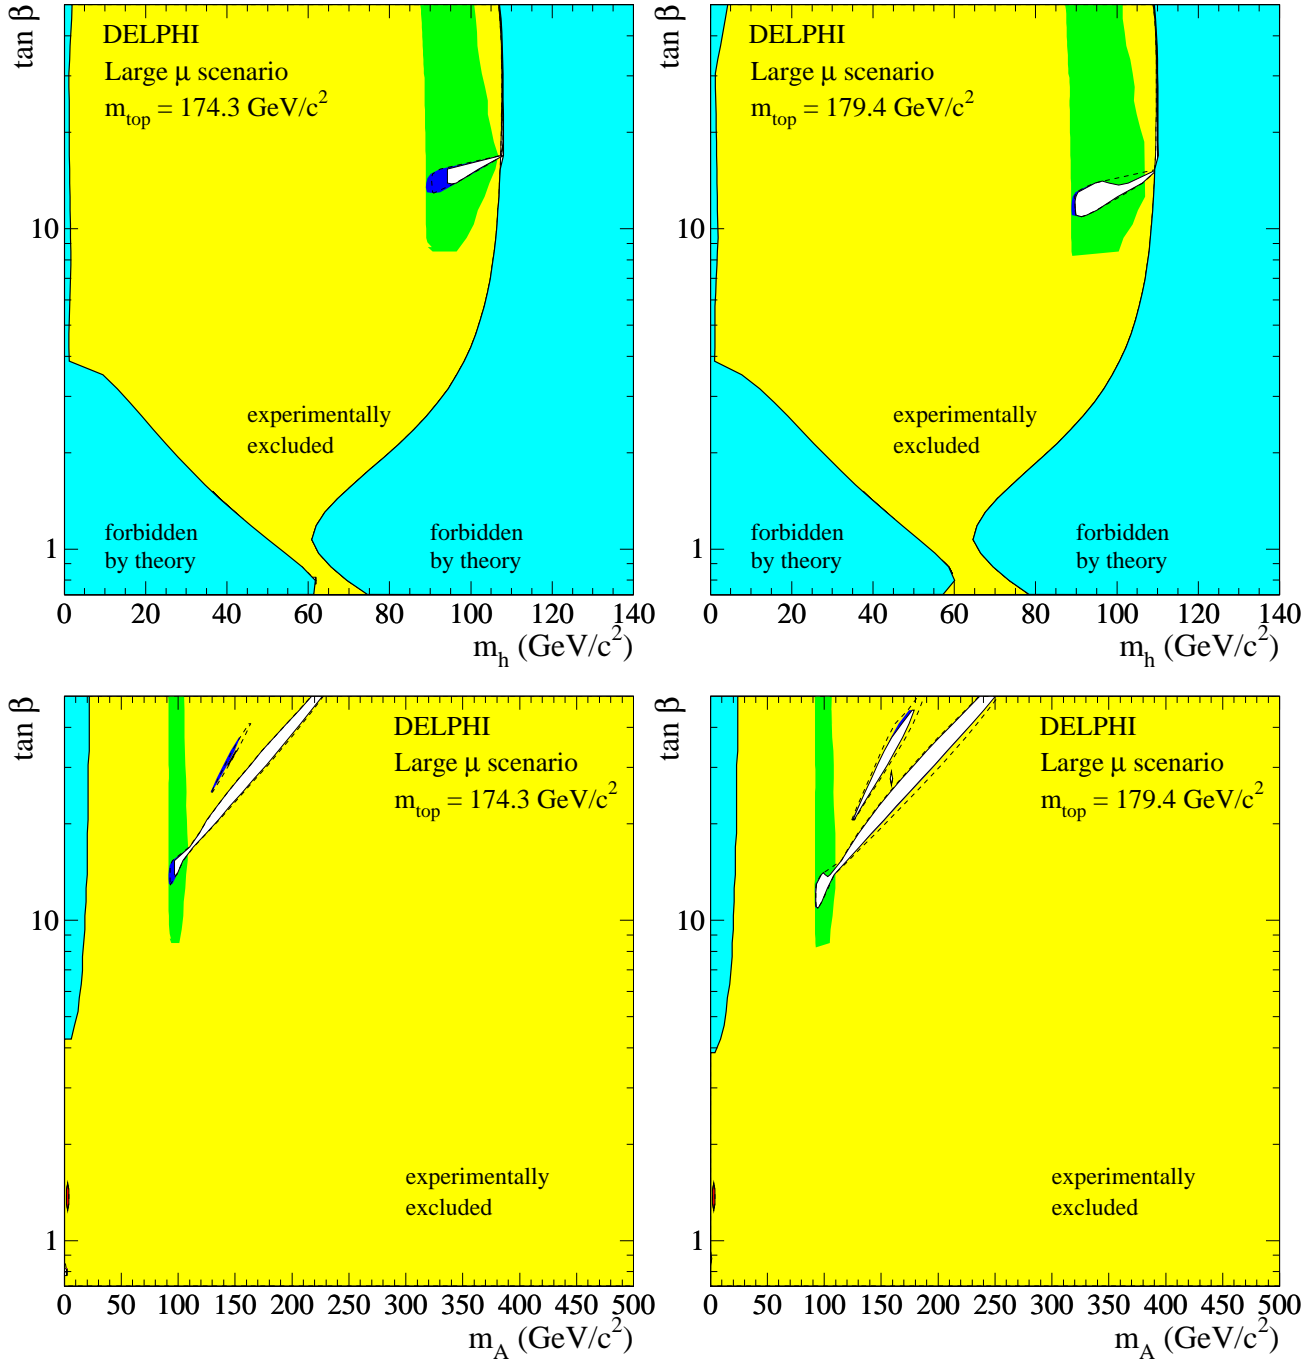 tan β
DELPHI
Large μ scenario
m_top = 174.3 GeV/c²
10
experimentally
excluded
forbidden
by theory
forbidden
by theory
1
0 20 40 60 80 100 120 140
m_h (GeV/c²)
tan β
DELPHI
Large μ scenario
m_top = 179.4 GeV/c²
10
experimentally
excluded
forbidden
by theory
forbidden
by theory
1
0 20 40 60 80 100 120 140
m_h (GeV/c²)
tan β
DELPHI
Large μ scenario
m_top = 174.3 GeV/c²
10
experimentally
excluded
1
0 50 100 150 200 250 300 350 400 450 500
m_A (GeV/c²)
tan β
DELPHI
Large μ scenario
m_top = 179.4 GeV/c²
10
experimentally
excluded
1
0 50 100 150 200 250 300 350 400 450 500
m_A (GeV/c²)